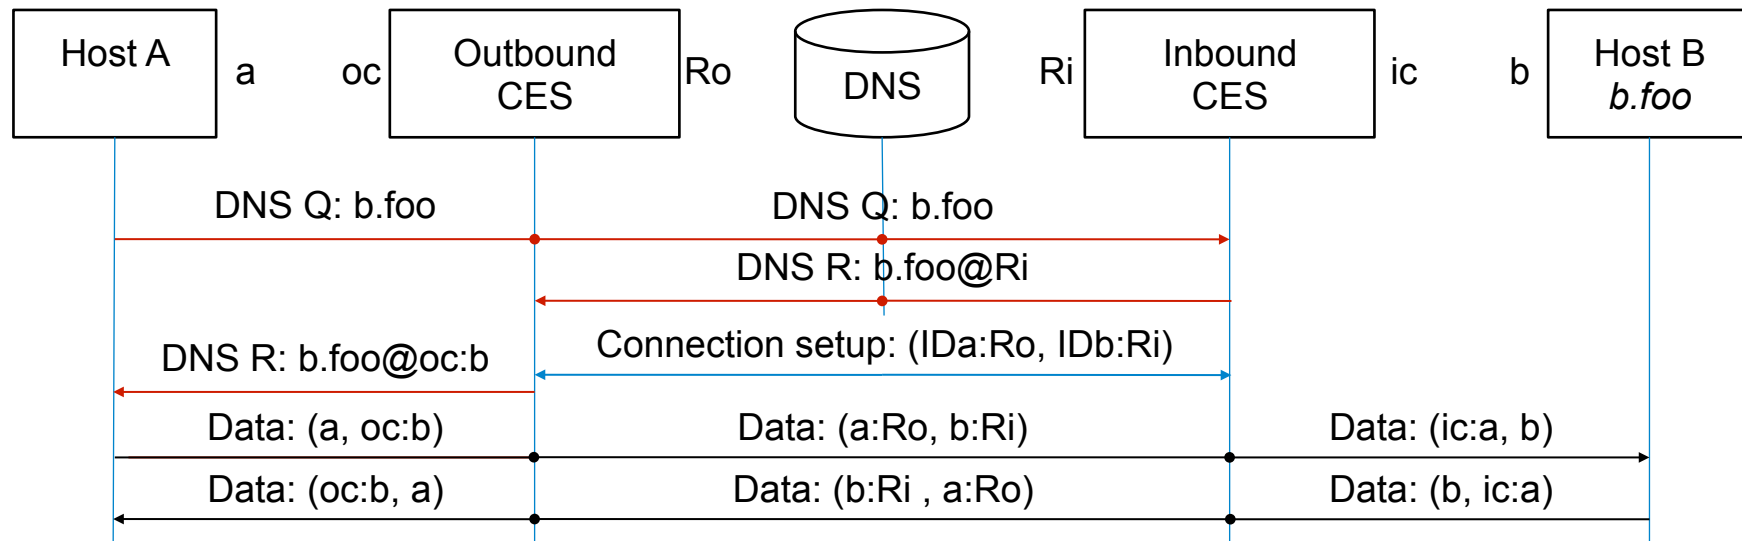 Host A
a
oc
Outbound
CES
Ro
DNS
Ri
Inbound
CES
ic
b
Host B
b.foo
DNS Q: b.foo
DNS Q: b.foo
DNS R: b.foo@Ri
Connection setup: (IDa:Ro, IDb:Ri)
DNS R: b.foo@oc:b
Data: (a, oc:b)
Data: (a:Ro, b:Ri)
Data: (ic:a, b)
Data: (oc:b, a)
Data: (b:Ri , a:Ro)
Data: (b, ic:a)